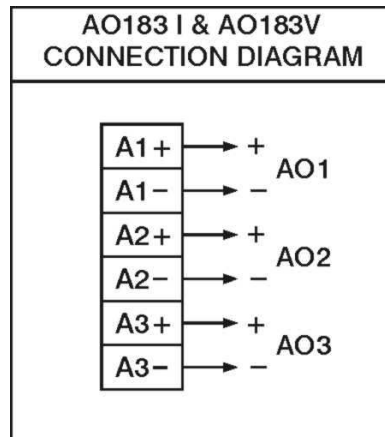 AO183 I & AO183V
CONNECTION DIAGRAM
A1+ +
AO1
A1− −
A2+ +
AO2
A2− −
A3+ +
AO3
A3− −